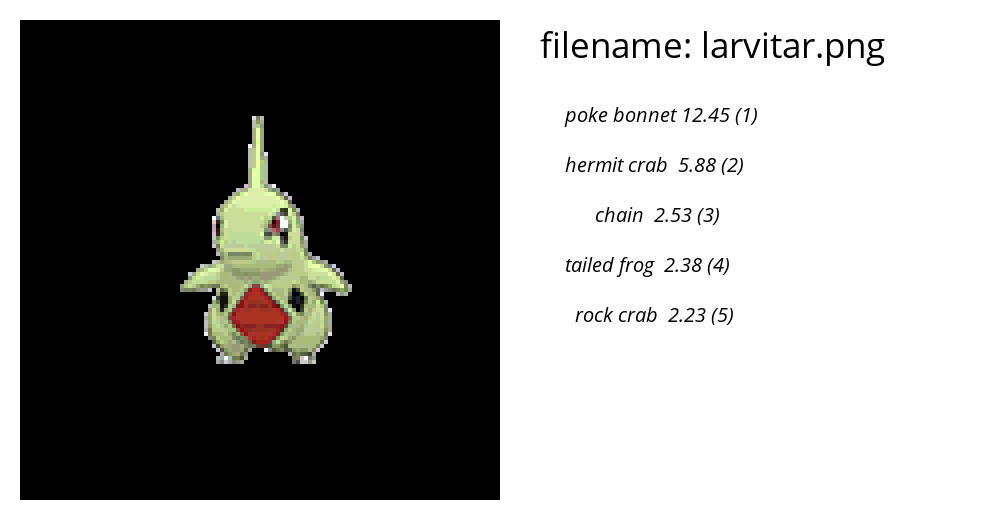 filename: larvitar.png
poke bonnet 12.45 (1)
hermit crab 5.88 (2)
chain 2.53 (3)
tailed frog 2.38 (4)
rock crab 2.23 (5)